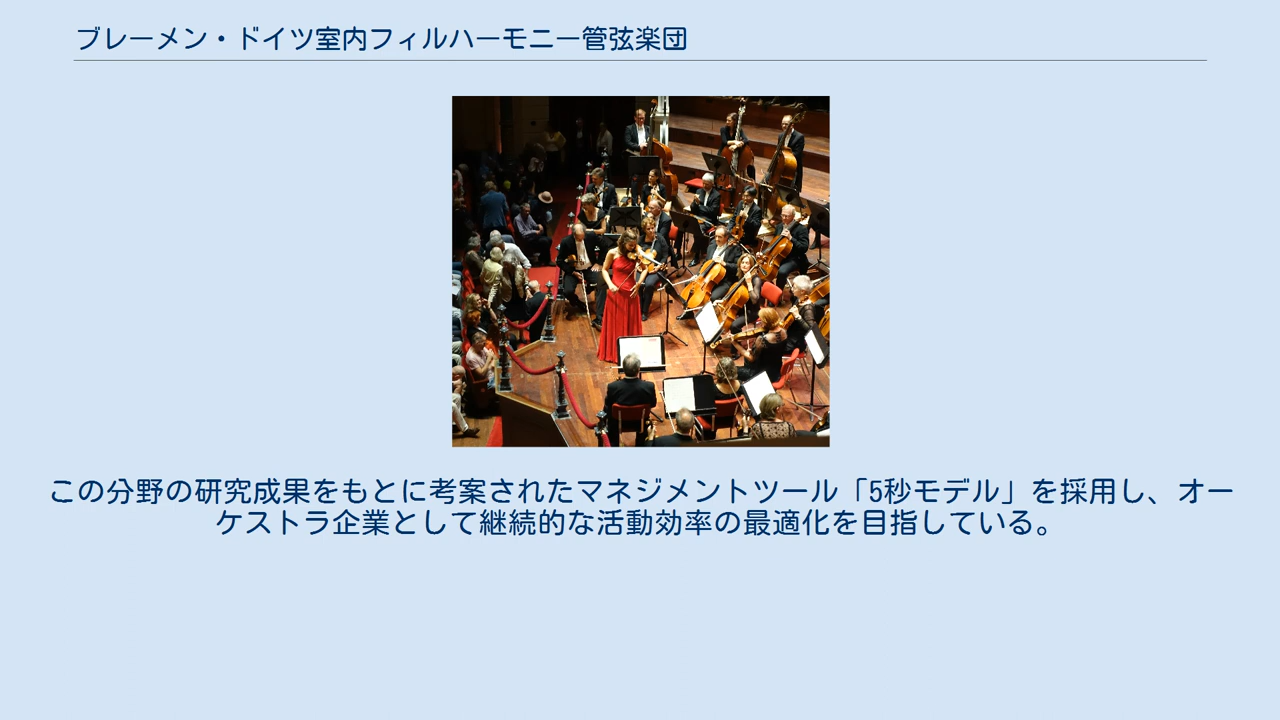 ブレーメン・ドイツ室内フィルハーモニー管弦楽団
この分野の研究成果をもとに考案されたマネジメントツール「5秒モデル」を採用し、オー
ケストラ企業として継続的な活動効率の最適化を目指している。